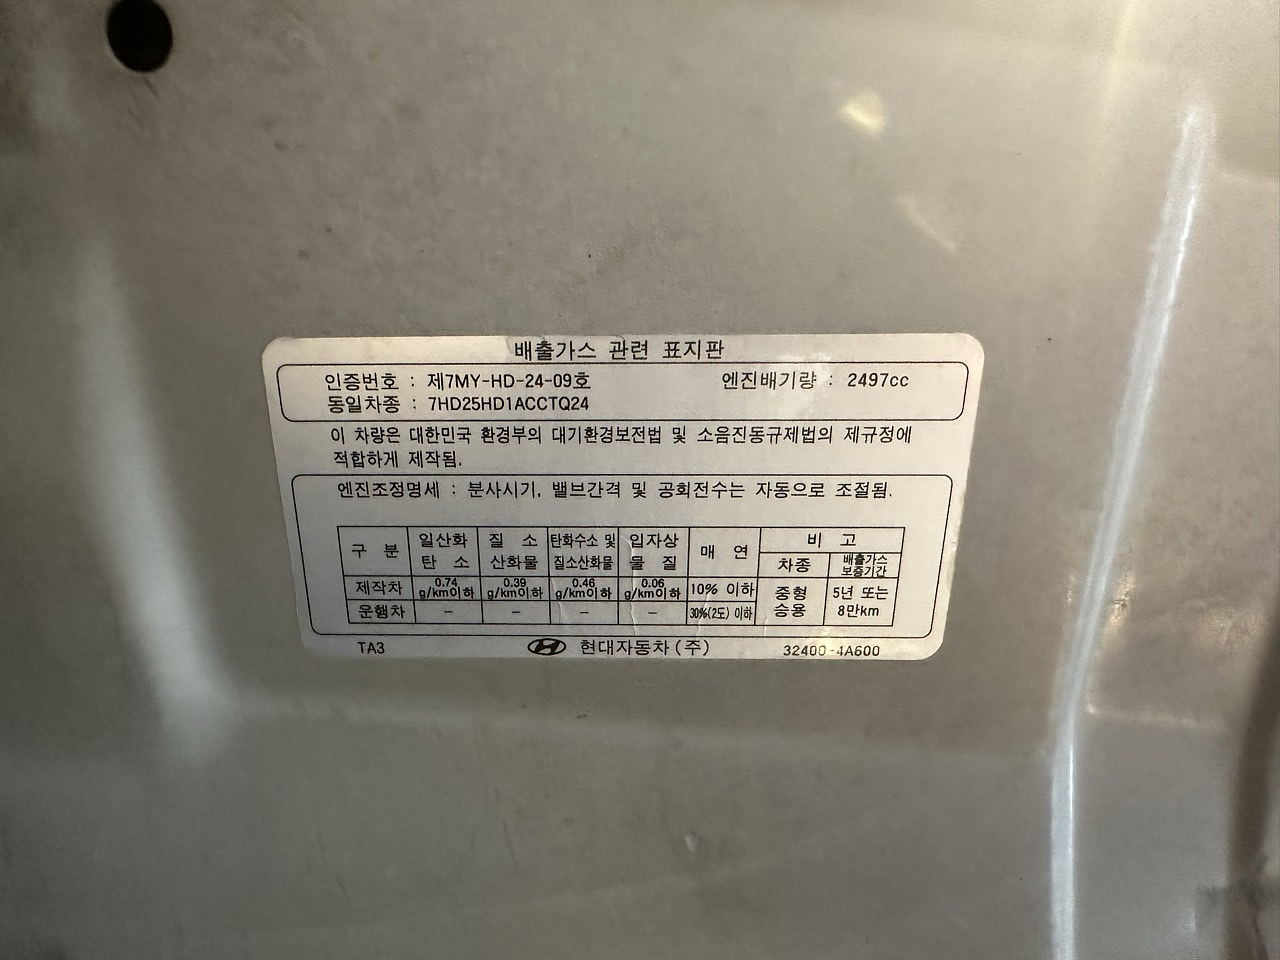 배출가스 관련 표지판
인증번호 : 제7MY-HD-24-09호 엔진배기량 : 2497cc
동일차종 : 7HD25HD1ACCTQ24
이 차량은 대한민국 환경부의 대기환경보전법 및 소음진동규제법의 제규정에
적합하게 제작됨.
엔진조정명세 : 분사시기, 밸브간격 및 공회전수는 자동으로 조절됨.
구 분 일산화 탄 소 질 소 산화물 탄화수소 및 질소산화물 입자상 물 질 매 연 비 고
차종 배출가스 보증기간
제작차 0.74 g/km이하 0.39 g/km이하 0.46 g/km이하 0.06 g/km이하 10% 이하 중형 승용 5년 또는 8만km
운행차 - - - - 30%(2도) 이하
TA3 현대자동차(주) 32400-4A600